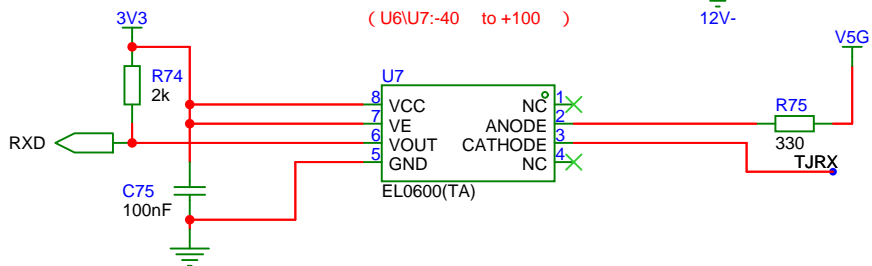 3V3
( U6\U7:-40 to +100 )
12V-
V5G
R74
2k
U7
R75
8 VCC NC 1
7 VE ANODE 2
RXD
6 VOUT CATHODE 3
330
5 GND NC 4
TJRX
C75
100nF
EL0600(TA)